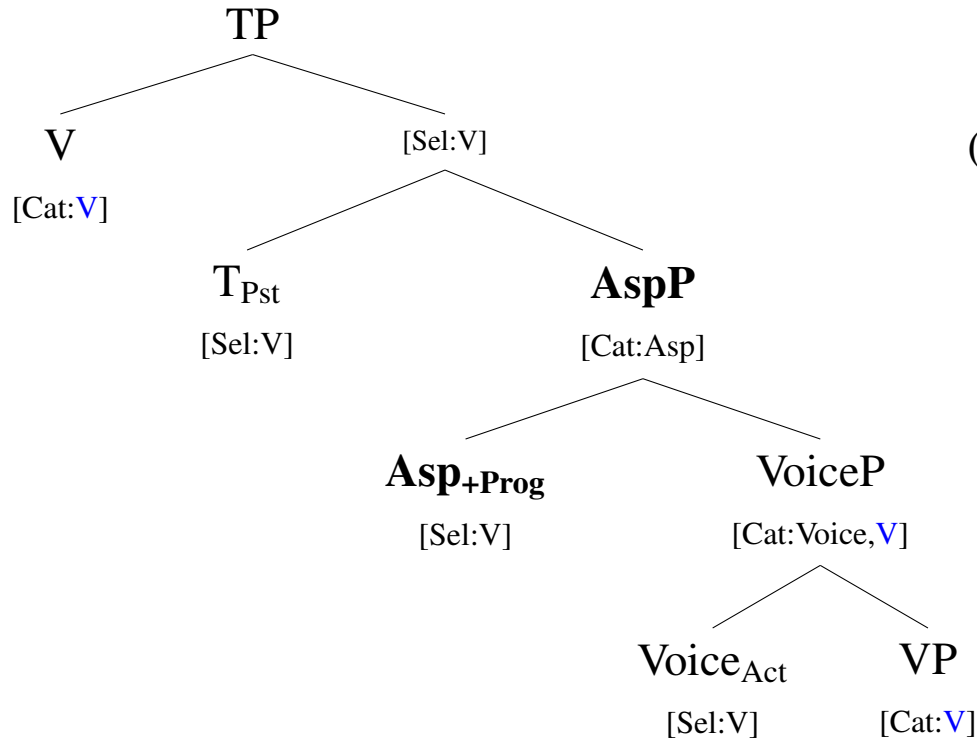 TP
V [Sel:V] (
[Cat:V]
T_Pst AspP
[Sel:V] [Cat:Asp]
Asp_+Prog VoiceP
[Sel:V] [Cat:Voice,V]
Voice_Act VP
[Sel:V] [Cat:V]